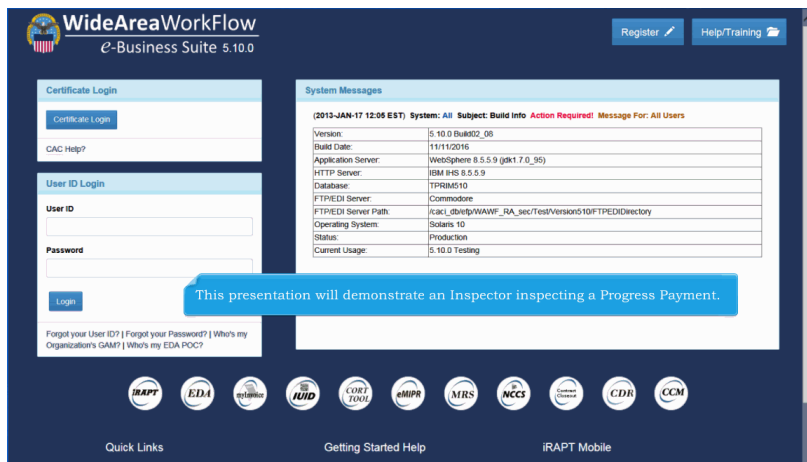 WideAreaWorkFlow
e-Business Suite 5.10.0
Register
Help/Training
Certificate Login
Certificate Login
CAC Help?
User ID Login
User ID
Password
Login
Forgot your User ID? | Forgot your Password? | Who's my
Organization's GAM? | Who's my EDA POC?
System Messages
(2013-JAN-17 12:05 EST) System: All Subject: Build Info Action Required! Message For: All Users
Version: 5.10.0 Build02_08
Build Date: 11/11/2016
Application Server: WebSphere 8.5.5.9 (jdk1.7.0_95)
HTTP Server: IBM IHS 8.5.5.9
Database: TPRIM510
FTP/EDI Server: Commodore
FTP/EDI Server Path: /caci_db/efp/WAWF_RA_sec/Test/Version510/FTPEDIDirectory
Operating System: Solaris 10
Status: Production
Current Usage: 5.10.0 Testing
This presentation will demonstrate an Inspector inspecting a Progress Payment.
iRAPT
EDA
myInvoice
IUID
CORT
TOOL
eMIPR
MRS
NCCS
Contract
Closeout
CDR
CCM
Quick Links
Getting Started Help
iRAPT Mobile